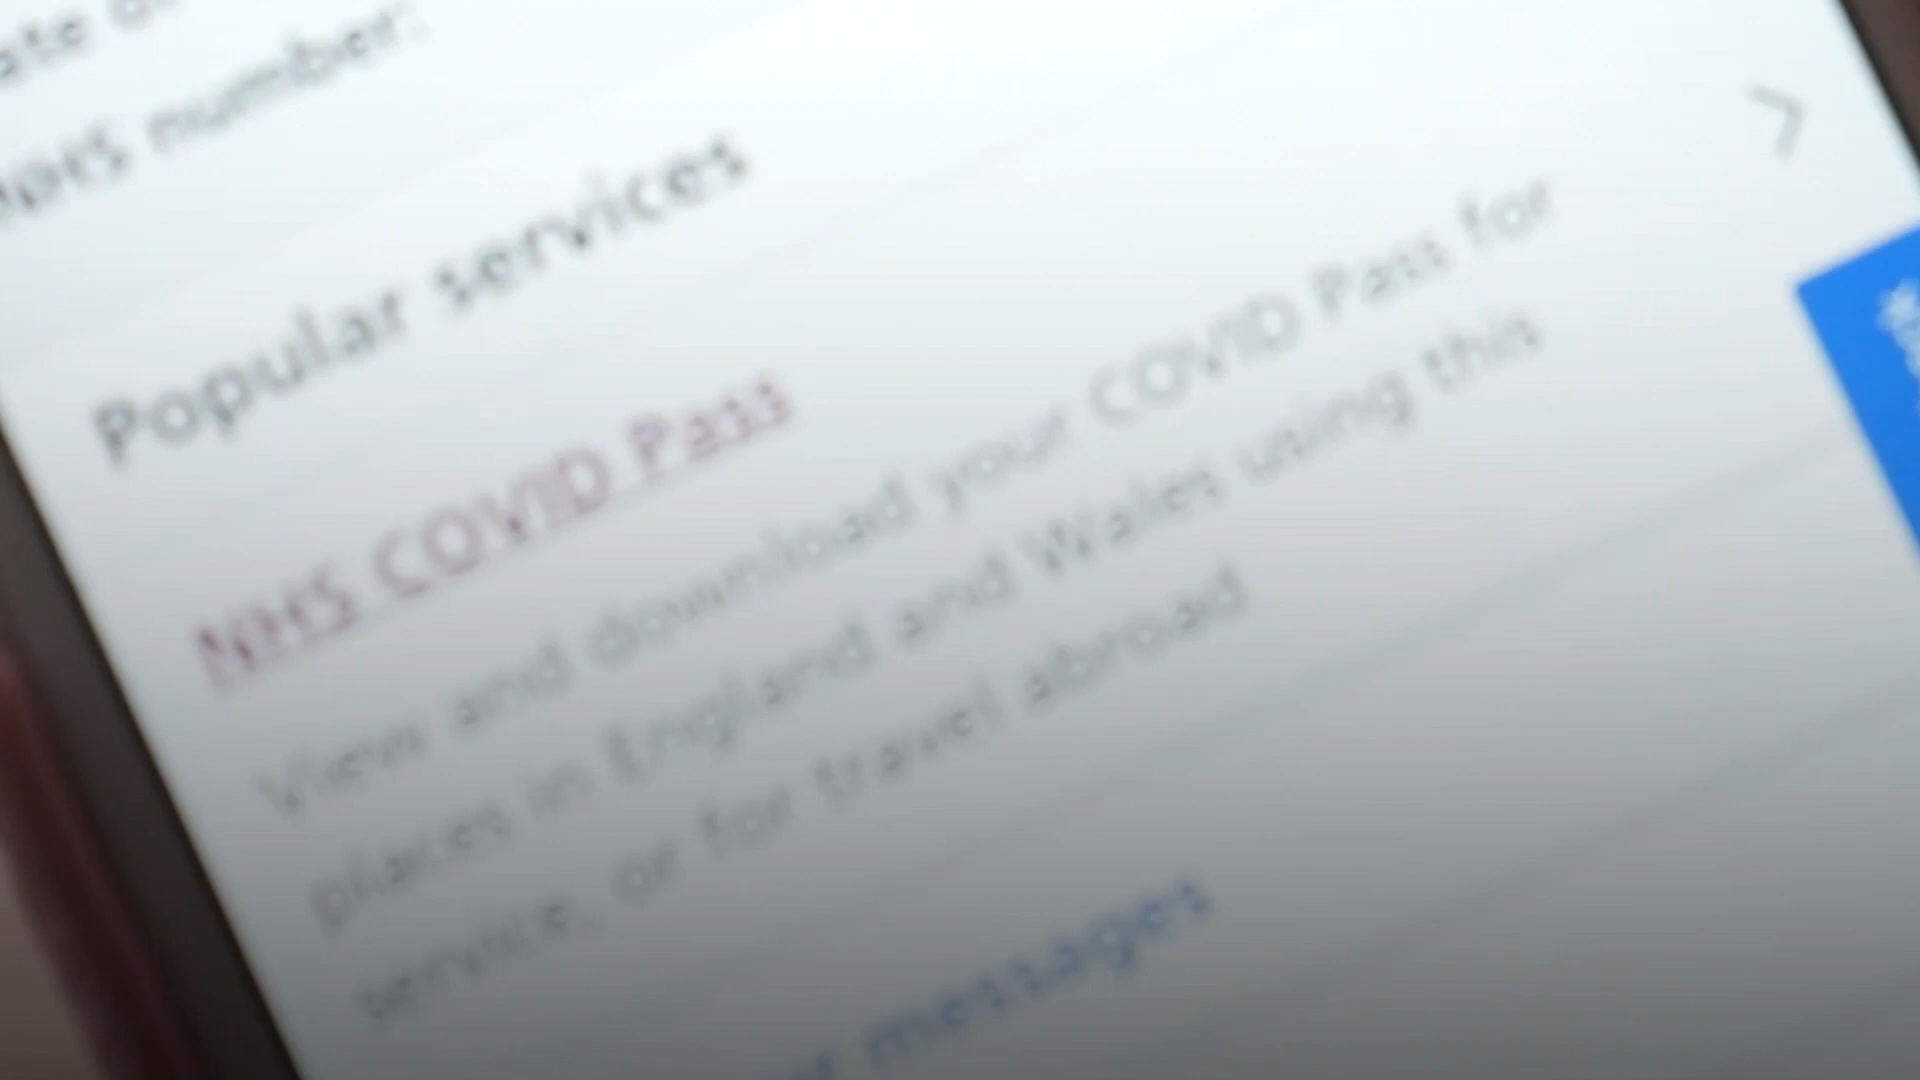 NHS number:
Popular services
NHS COVID Pass
View and download your COVID Pass for
places in England and Wales using this
service, or for travel abroad
messages